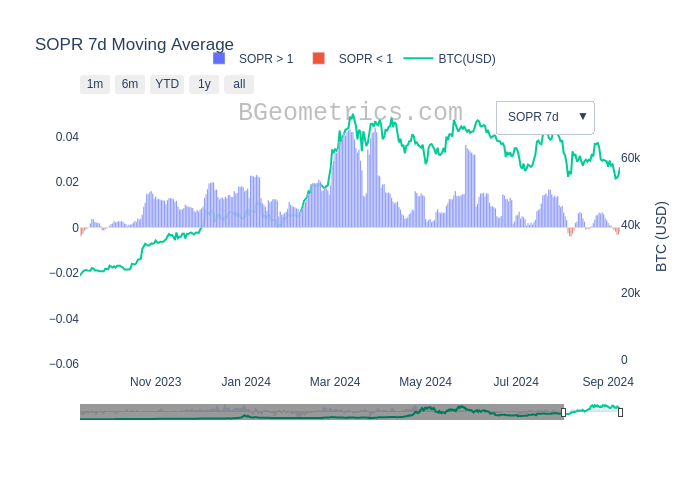 SOPR 7d Moving Average
SOPR > 1
SOPR < 1
BTC(USD)
1m
6m
YTD
1y
all
BGeometrics.com
SOPR 7d ▼
0.04
0.02
0
−0.02
−0.04
−0.06
60k
40k
20k
0
BTC (USD)
Nov 2023
Jan 2024
Mar 2024
May 2024
Jul 2024
Sep 2024